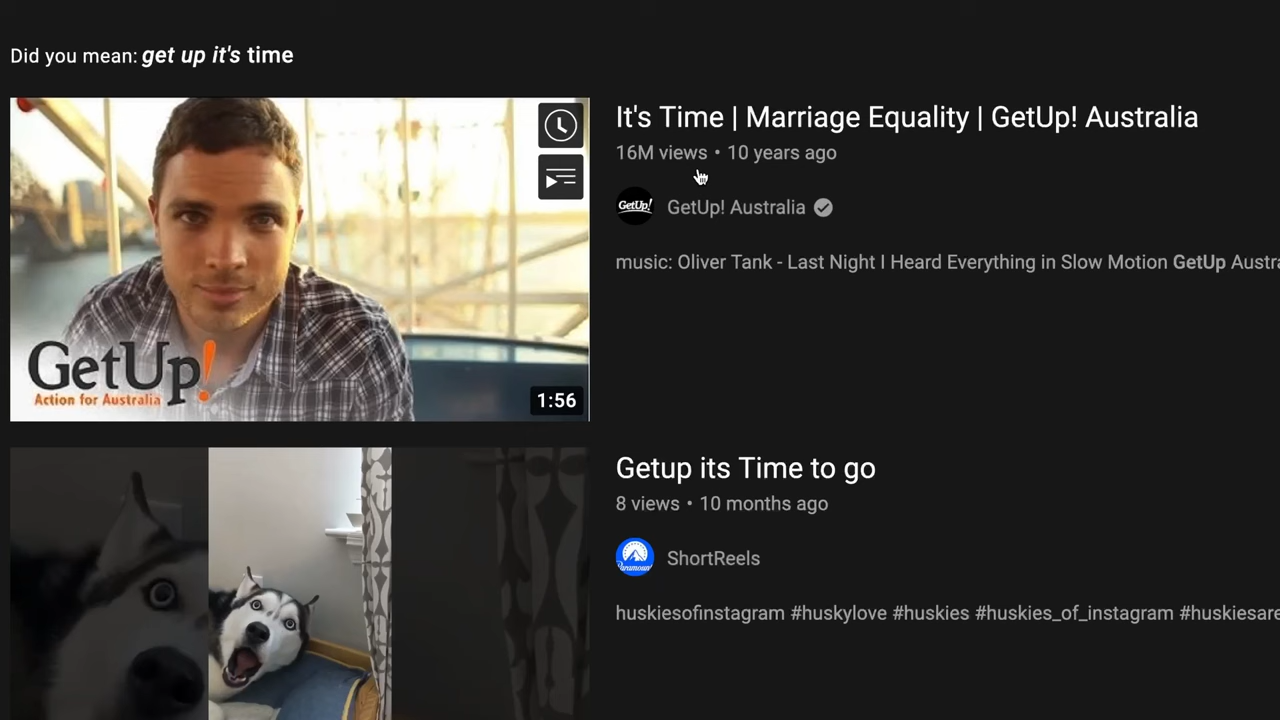 Did you mean: get up it's time
It's Time | Marriage Equality | GetUp! Australia
16M views • 10 years ago
GetUp!
GetUp! Australia
music: Oliver Tank - Last Night I Heard Everything in Slow Motion GetUp Austra
GetUp!
Action for Australia
1:56
Getup its Time to go
8 views • 10 months ago
Paramount
ShortReels
huskiesofinstagram #huskylove #huskies #huskies_of_instagram #huskiesare